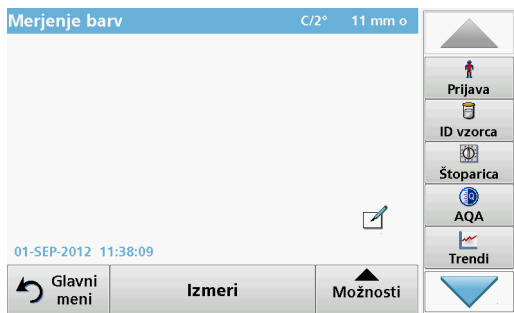 Merjenje barv C/2° 11 mm o
Prijava
ID vzorca
Štoparica
AQA
Trendi
01-SEP-2012 11:38:09
Glavni
meni
Izmeri
Možnosti